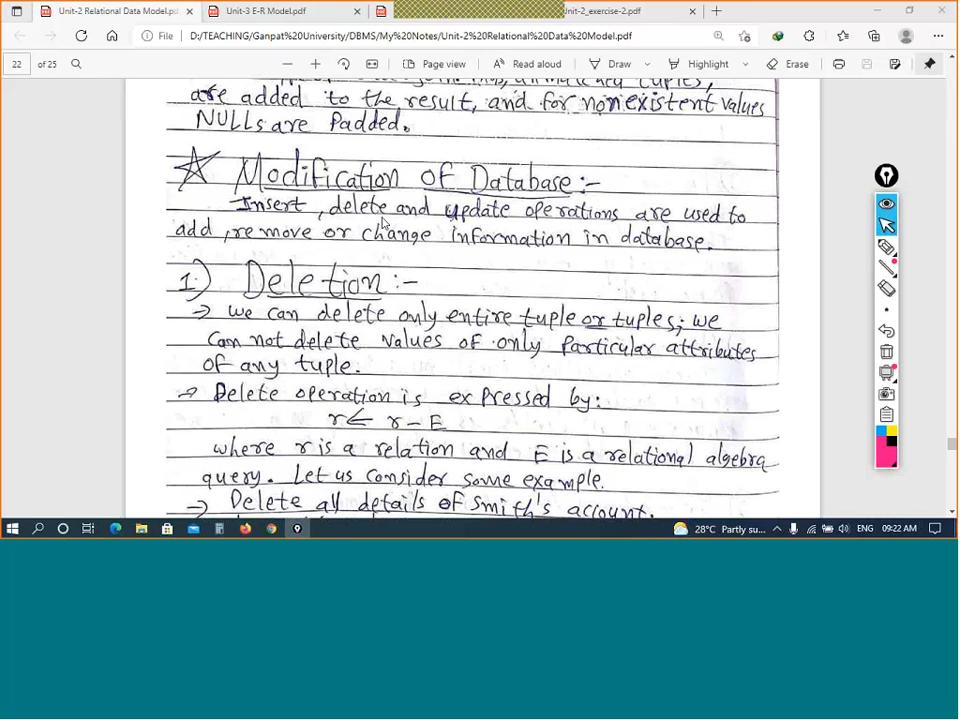 Unit-2 Relational Data Model.pd
Unit-3 E-R Model.pdf
Unit-2_exercise-2.pdf
File
D:/TEACHING/Ganpat%20University/DBMS/My%20Notes/Unit-2%20Relational%20Data%20Model.pdf
22 of 25
Page view
Read aloud
Draw
Highlight
Erase
are added to the result, and for nonexistent values
NULLs are Padded.
Modification of Database:-
Insert, delete and update operations are used to
add, remove or change information in database.
1.) Deletion:-
→ we can delete only entire tuple or tuples; we
can not delete values of only Particular attributes
of any tuple.
→ Delete operation is expressed by:
r ← r - E
where r is a relation and E is a relational algebra
query. Let us consider some example.
→ Delete all details of Smith's account.
28°C Partly su...
ENG
09:22 AM